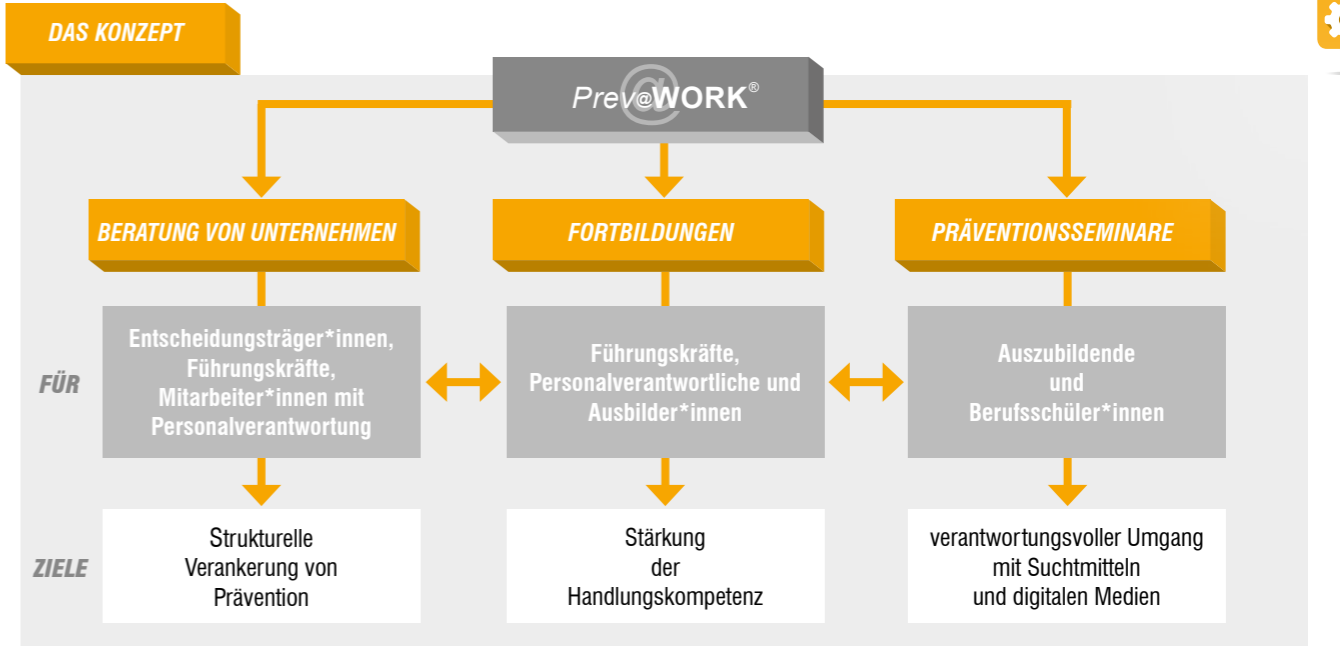 DAS KONZEPT
Prev@WORK®
BERATUNG VON UNTERNEHMEN
FORTBILDUNGEN
PRÄVENTIONSSEMINARE
FÜR
Entscheidungsträger*innen,
Führungskräfte,
Mitarbeiter*innen mit
Personalverantwortung
Führungskräfte,
Personalverantwortliche und
Ausbilder*innen
Auszubildende
und
Berufsschüler*innen
ZIELE
Strukturelle
Verankerung von
Prävention
Stärkung
der
Handlungskompetenz
verantwortungsvoller Umgang
mit Suchtmitteln
und digitalen Medien